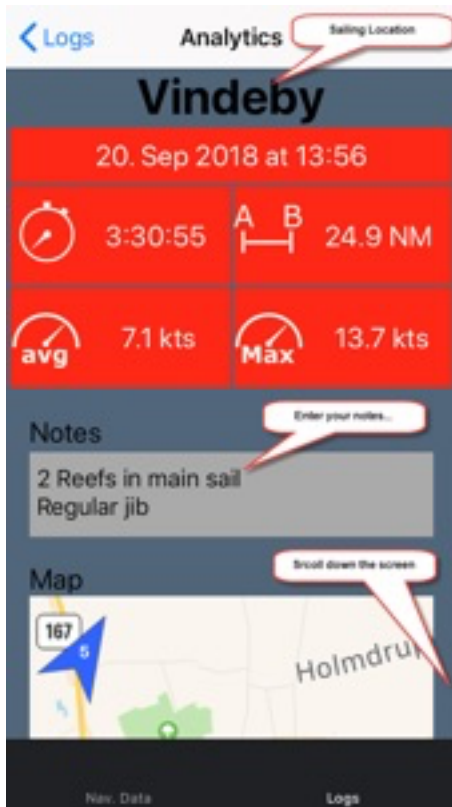 Logs
Analytics
Sailing Location
Vindeby
20. Sep 2018 at 13:56
3:30:55
A B
24.9 NM
avg
7.1 kts
Max
13.7 kts
Enter your notes...
Notes
2 Reefs in main sail
Regular jib
Srcoll down the screen
Map
167
S
Holmdrup
Nav. Data
Logs